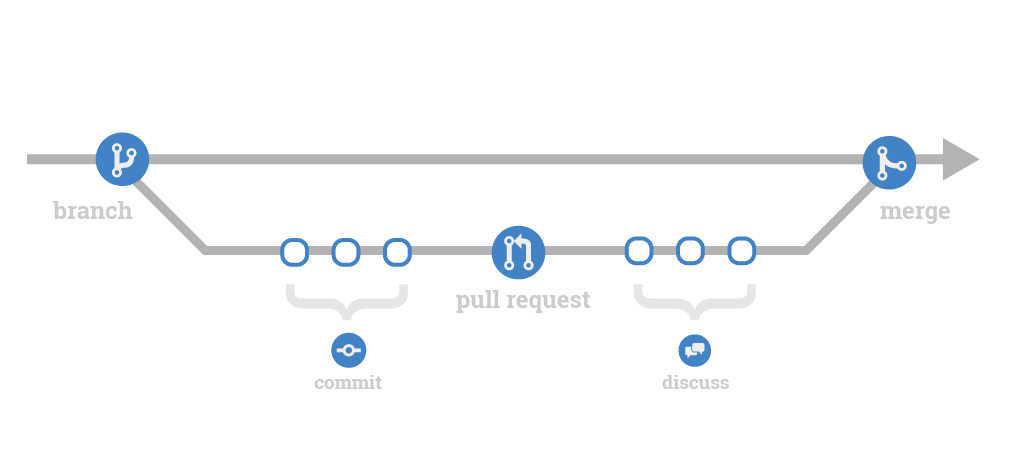 branch
merge
pull request
commit
discuss